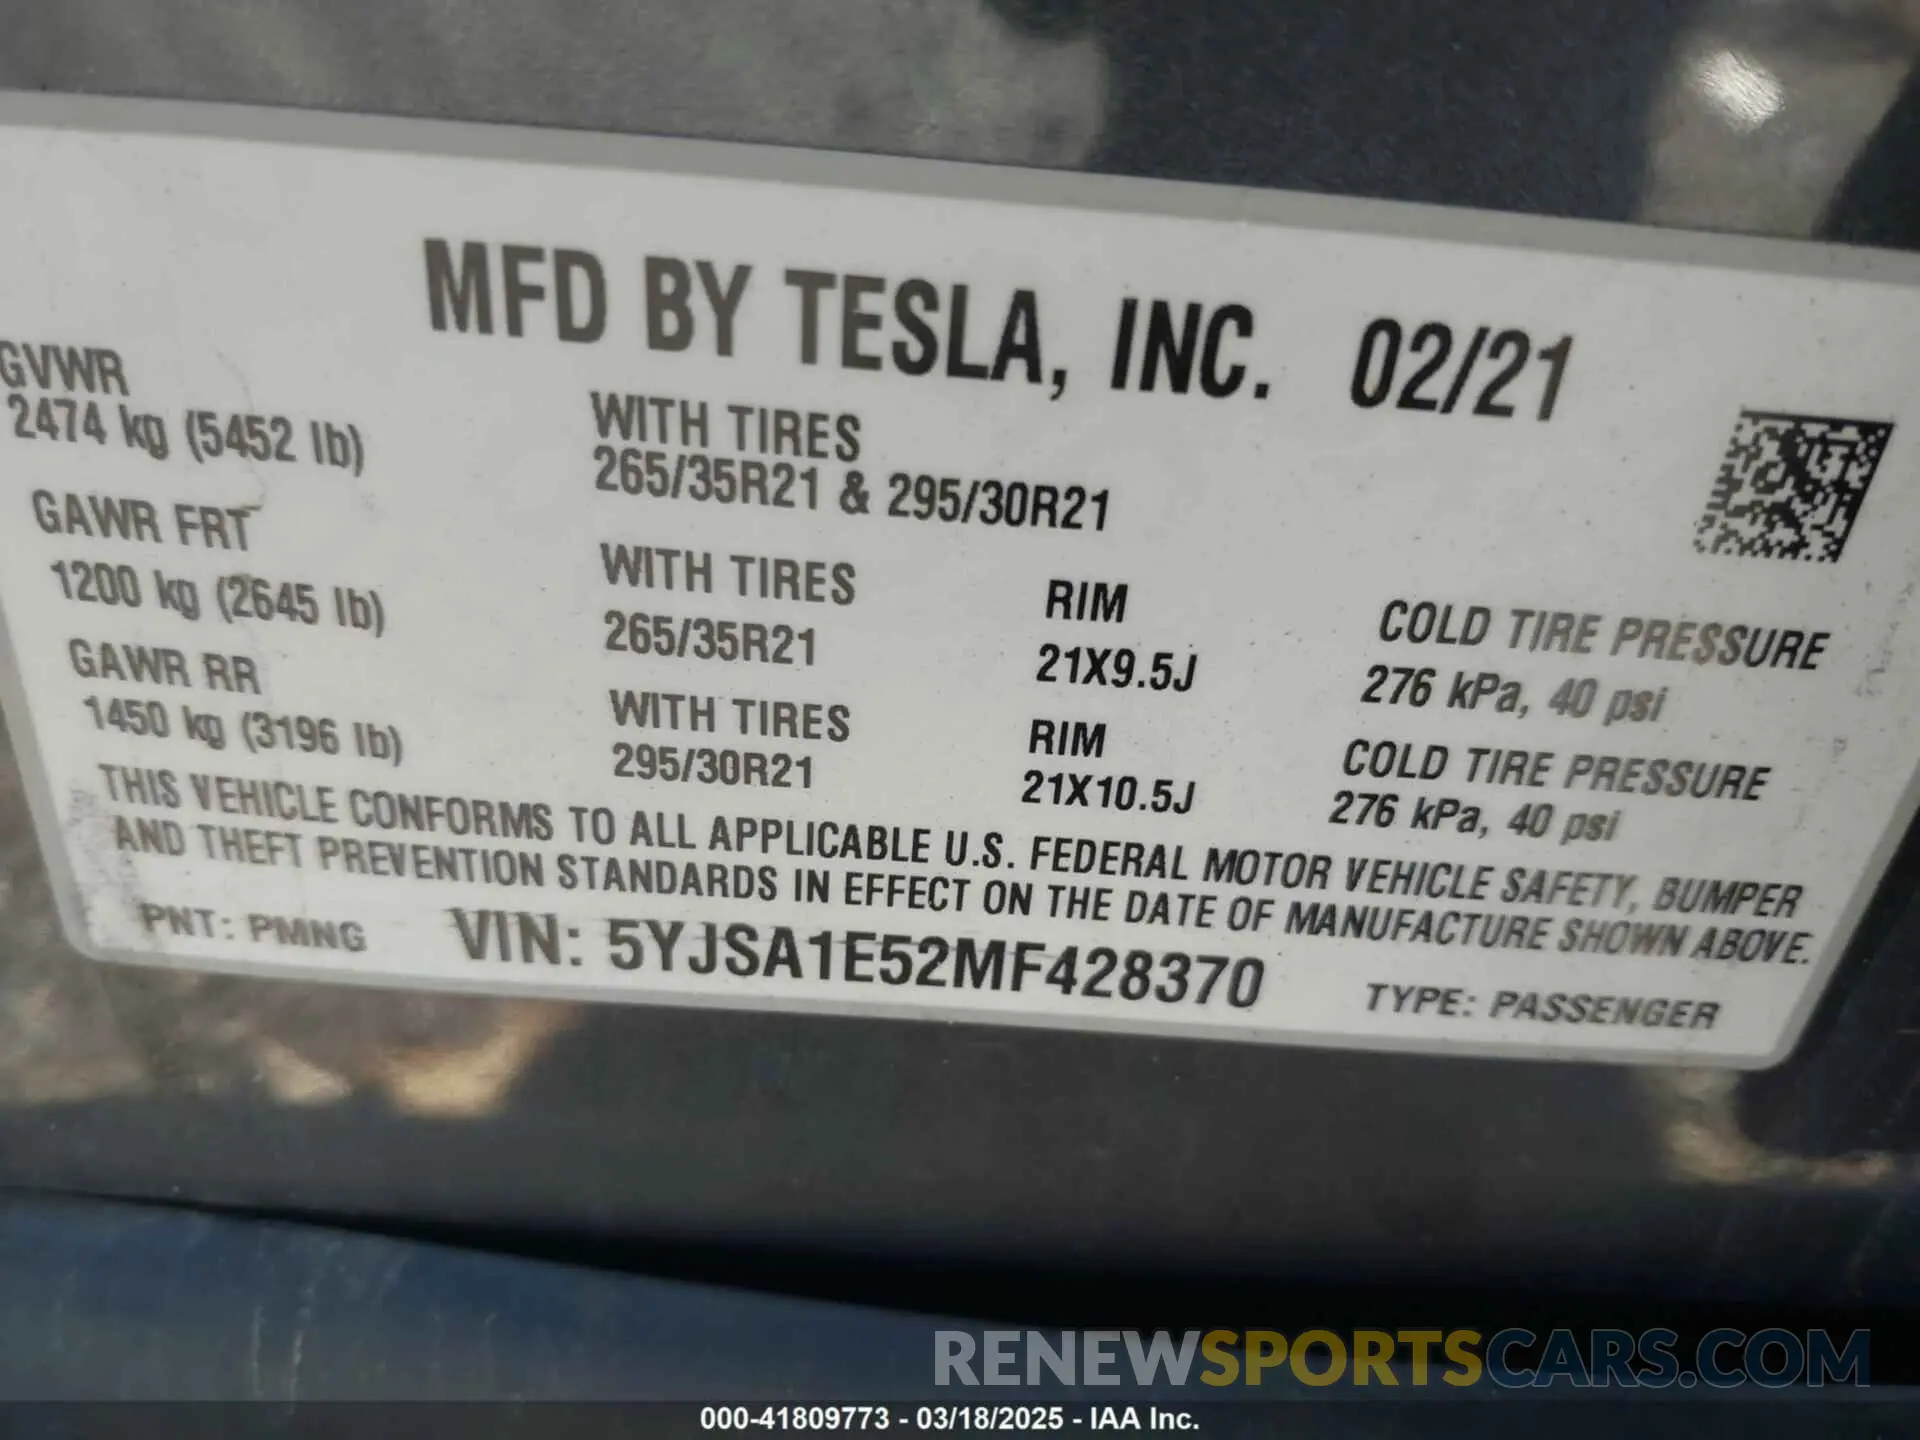 MFD BY TESLA, INC. 02/21
GVWR
2474 kg (5452 lb)
WITH TIRES
265/35R21 & 295/30R21
GAWR FRT
1200 kg (2645 lb)
WITH TIRES
265/35R21
RIM
21X9.5J
COLD TIRE PRESSURE
276 kPa, 40 psi
GAWR RR
1450 kg (3196 lb)
WITH TIRES
295/30R21
RIM
21X10.5J
COLD TIRE PRESSURE
276 kPa, 40 psi
THIS VEHICLE CONFORMS TO ALL APPLICABLE U.S. FEDERAL MOTOR VEHICLE SAFETY, BUMPER
AND THEFT PREVENTION STANDARDS IN EFFECT ON THE DATE OF MANUFACTURE SHOWN ABOVE.
PNT: PMNG VIN: 5YJSA1E52MF428370 TYPE: PASSENGER
RENEWSPORTSCARS.COM
000-41809773 - 03/18/2025 - IAA Inc.